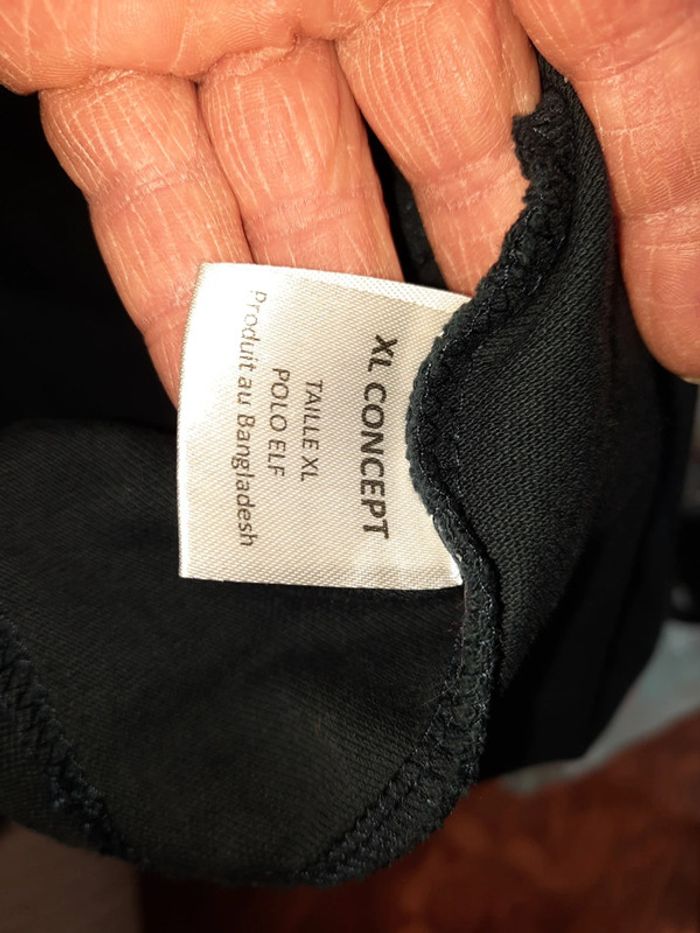 XL CONCEPT
TAILLE XL
POLO ELF
Produit au Bangladesh